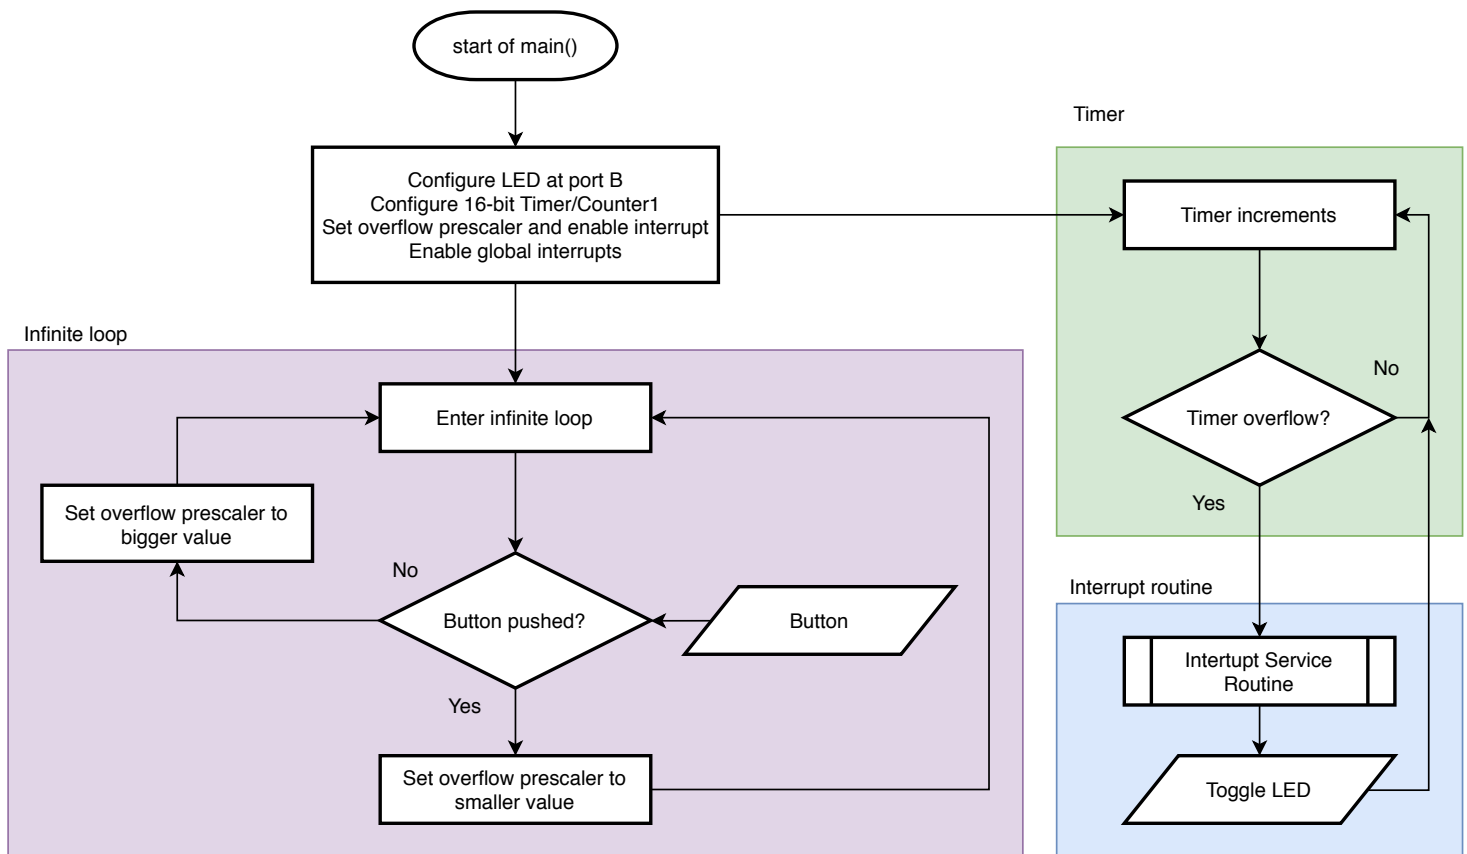 start of main()
Configure LED at port B
Configure 16-bit Timer/Counter1
Set overflow prescaler and enable interrupt
Enable global interrupts
Timer
Timer increments
No
Timer overflow?
Yes
Infinite loop
Enter infinite loop
Set overflow prescaler to
bigger value
No
Button pushed?
Button
Yes
Set overflow prescaler to
smaller value
Interrupt routine
Intertupt Service
Routine
Toggle LED